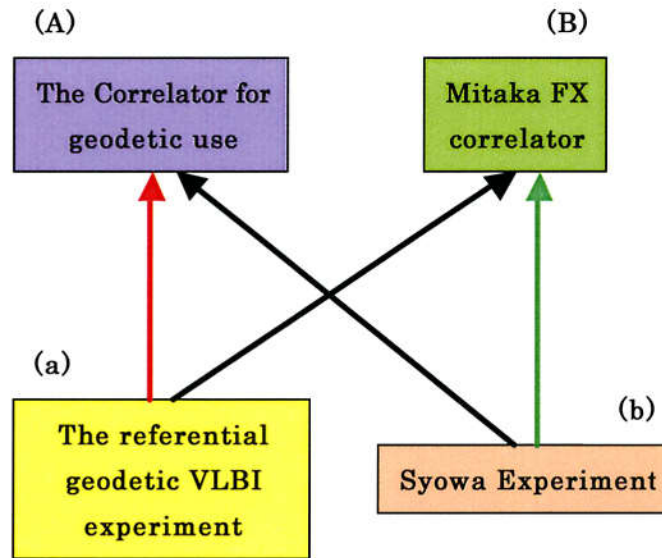 (A)
(B)
The Correlator for
geodetic use
Mitaka FX
correlator
(a)
(b)
The referential
geodetic VLBI
experiment
Syowa Experiment